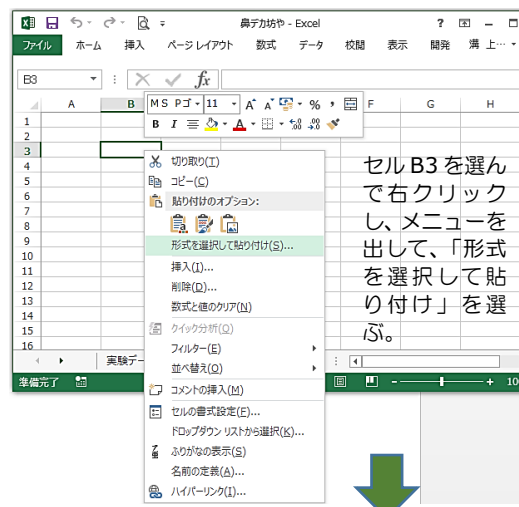 鼻デカ坊や - Excel
ファイル ホーム 挿入 ページ レイアウト 数式 データ 校閲 表示 開発 溝 上…
B3
fx
MS Pゴ 11 A A % ,
B I A .00 .0
A B F G H
1
2
3
4
5
6
7
8
9
10
11
12
13
14
15
16
切り取り(T)
コピー(C)
貼り付けのオプション:
形式を選択して貼り付け(S)...
挿入(I)...
削除(D)...
数式と値のクリア(N)
クイック分析(Q)
フィルター(E)
並べ替え(O)
コメントの挿入(M)
セルの書式設定(F)...
ドロップダウン リストから選択(K)...
ふりがなの表示(S)
名前の定義(A)...
ハイパーリンク(I)...
セル B3 を選ん
で右クリック
し、メニューを
出して、「形式
を選択して貼
り付け」を選
ぶ。
実験デー
準備完了 - + 10